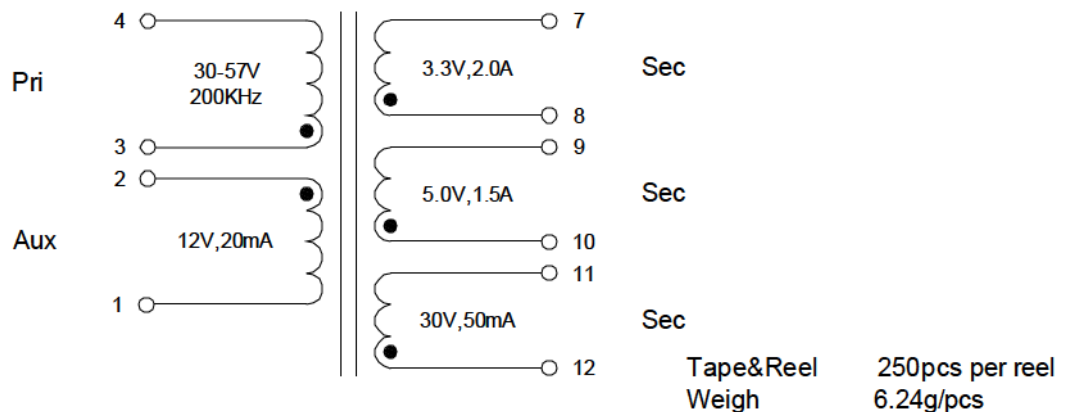 4
7
Pri
30-57V
200KHz
3.3V,2.0A
Sec
8
3
9
2
Aux
12V,20mA
5.0V,1.5A
Sec
10
11
1
30V,50mA
Sec
12
Tape&Reel 250pcs per reel
Weigh 6.24g/pcs